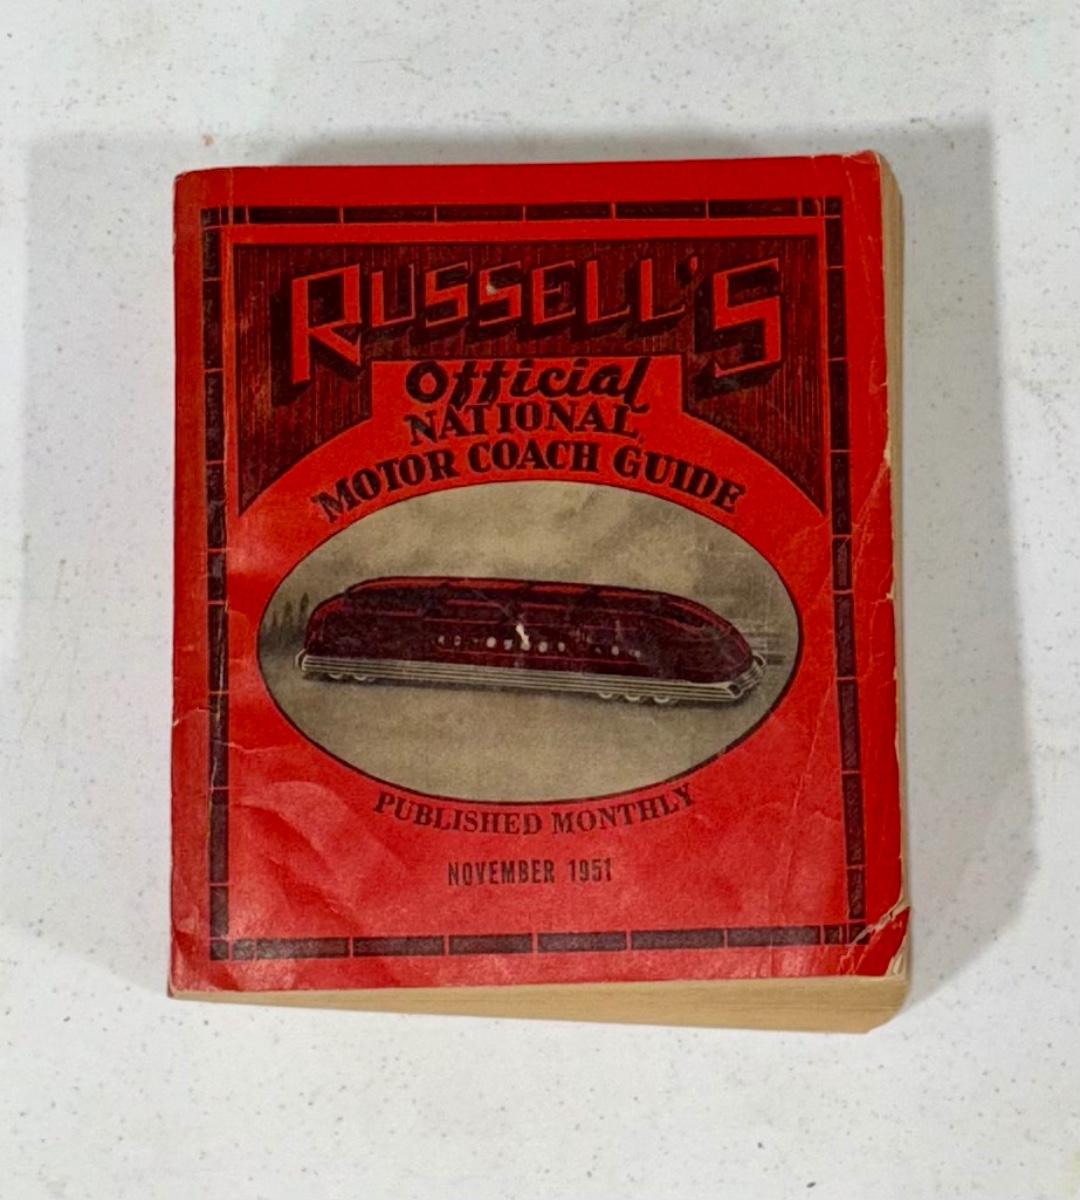 RUSSELL'S
Official
NATIONAL
MOTOR COACH GUIDE
PUBLISHED MONTHLY
NOVEMBER 1951